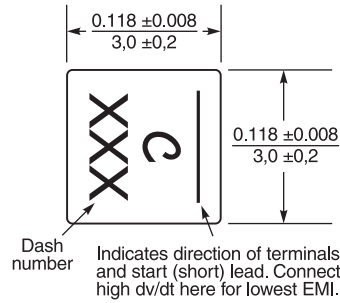 0.118 ±0.008
3,0 ±0,2
XXX
C
0.118 ±0.008
3,0 ±0,2
Dash
number
Indicates direction of terminals
and start (short) lead. Connect
high dv/dt here for lowest EMI.